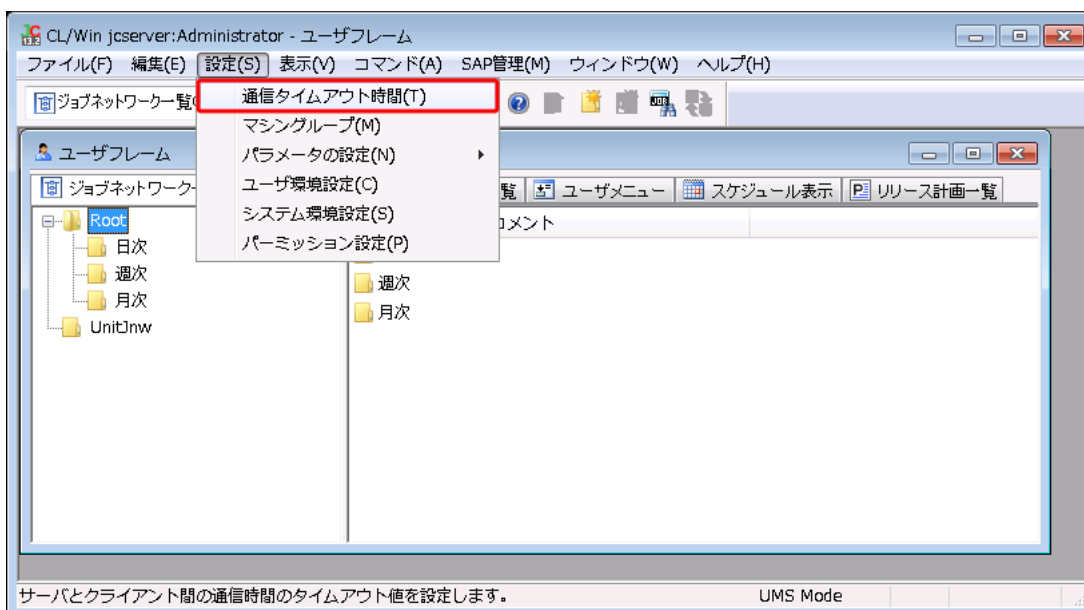 CL/Win jcserver:Administrator - ユーザフレーム
ファイル(F) 編集(E) 設定(S) 表示(V) コマンド(A) SAP管理(M) ウィンドウ(W) ヘルプ(H)
ジョブネットワーク一覧
通信タイムアウト時間(T)
マシングループ(M)
パラメータの設定(N)
ユーザ環境設定(C)
システム環境設定(S)
パーミッション設定(P)
ユーザフレーム
ジョブネットワーク 覧 ユーザメニュー スケジュール表示 リリース計画一覧
コメント
Root
日次
週次
月次
UnitJnw
週次
月次
サーバとクライアント間の通信時間のタイムアウト値を設定します。 UMS Mode